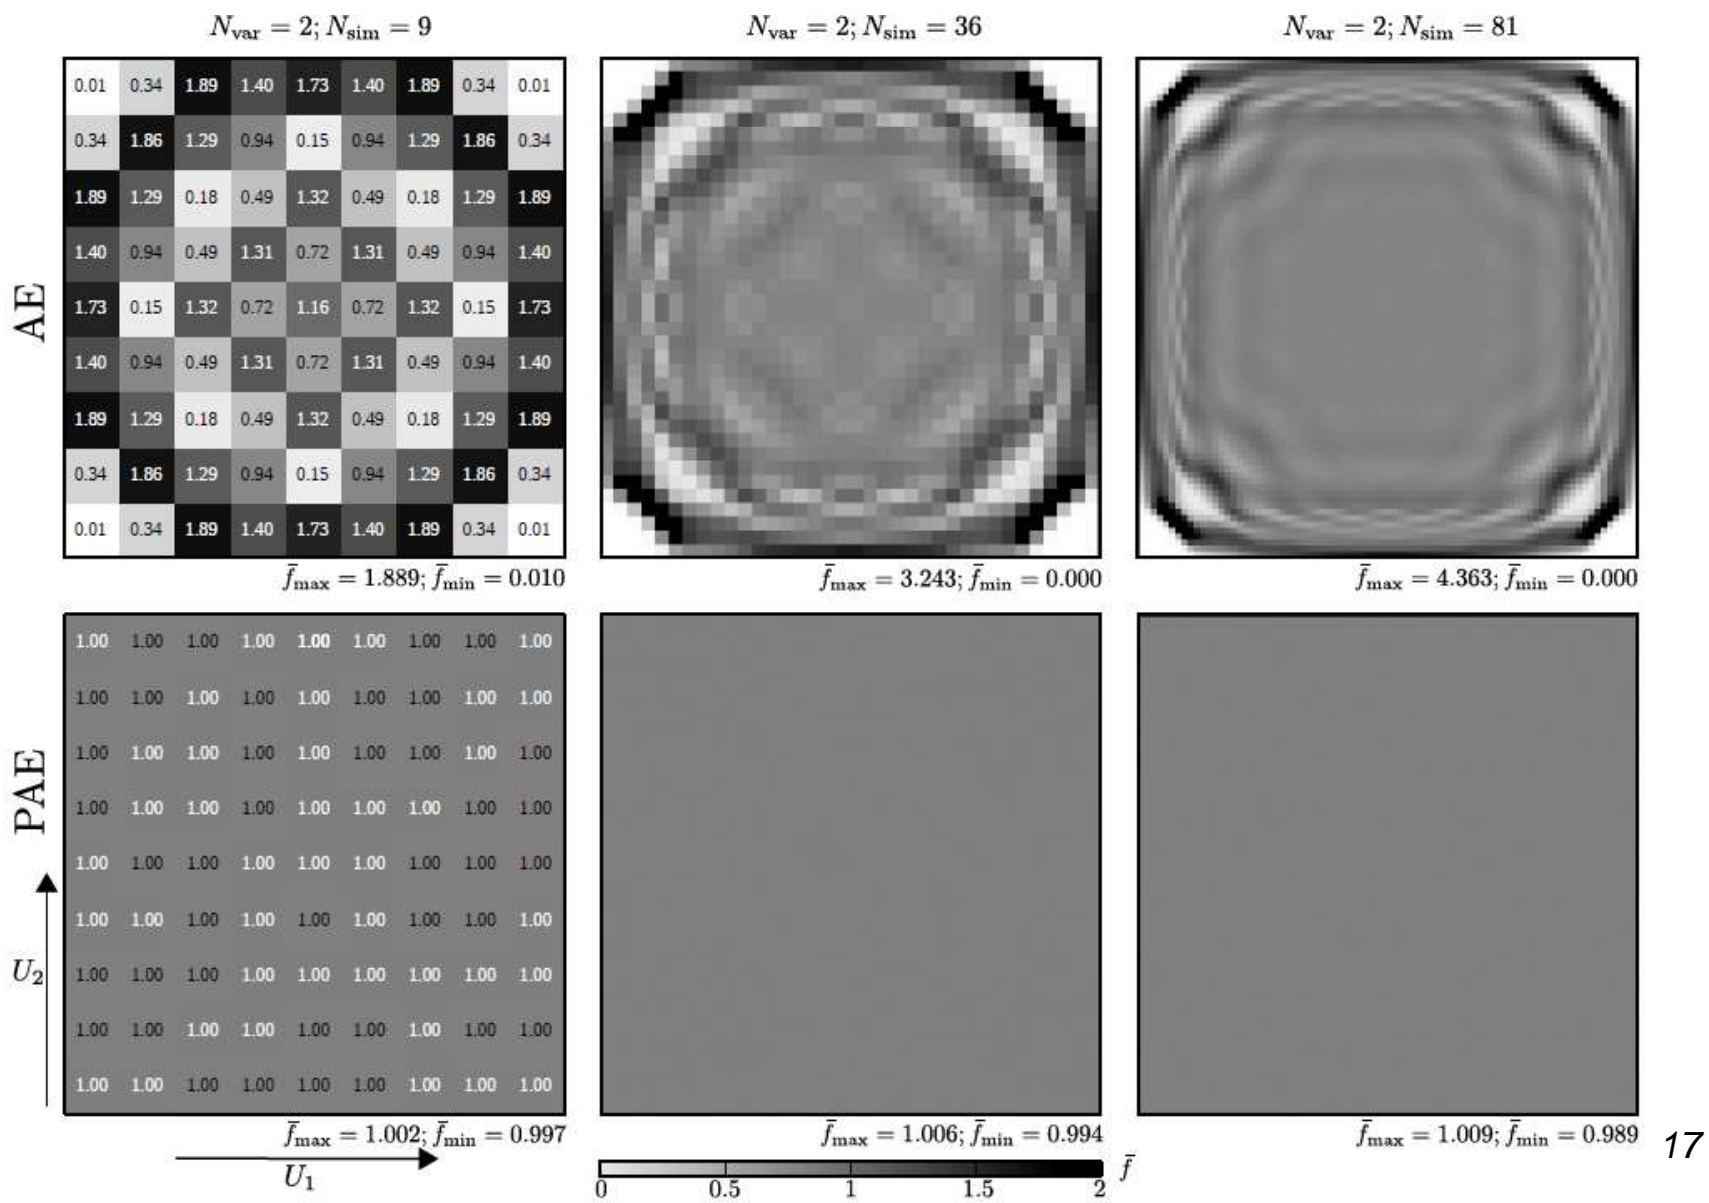 N_var = 2; N_sim = 9
N_var = 2; N_sim = 36
N_var = 2; N_sim = 81
AE
0.01 0.34 1.89 1.40 1.73 1.40 1.89 0.34 0.01
0.34 1.86 1.29 0.94 0.15 0.94 1.29 1.86 0.34
1.89 1.29 0.18 0.49 1.32 0.49 0.18 1.29 1.89
1.40 0.94 0.49 1.31 0.72 1.31 0.49 0.94 1.40
1.73 0.15 1.32 0.72 1.16 0.72 1.32 0.15 1.73
1.40 0.94 0.49 1.31 0.72 1.31 0.49 0.94 1.40
1.89 1.29 0.18 0.49 1.32 0.49 0.18 1.29 1.89
0.34 1.86 1.29 0.94 0.15 0.94 1.29 1.86 0.34
0.01 0.34 1.89 1.40 1.73 1.40 1.89 0.34 0.01
f̄_max = 1.889; f̄_min = 0.010
f̄_max = 3.243; f̄_min = 0.000
f̄_max = 4.363; f̄_min = 0.000
PAE
1.00 1.00 1.00 1.00 1.00 1.00 1.00 1.00 1.00
1.00 1.00 1.00 1.00 1.00 1.00 1.00 1.00 1.00
1.00 1.00 1.00 1.00 1.00 1.00 1.00 1.00 1.00
1.00 1.00 1.00 1.00 1.00 1.00 1.00 1.00 1.00
1.00 1.00 1.00 1.00 1.00 1.00 1.00 1.00 1.00
1.00 1.00 1.00 1.00 1.00 1.00 1.00 1.00 1.00
1.00 1.00 1.00 1.00 1.00 1.00 1.00 1.00 1.00
1.00 1.00 1.00 1.00 1.00 1.00 1.00 1.00 1.00
1.00 1.00 1.00 1.00 1.00 1.00 1.00 1.00 1.00
U_2
f̄_max = 1.002; f̄_min = 0.997
f̄_max = 1.006; f̄_min = 0.994
f̄_max = 1.009; f̄_min = 0.989
17
U_1
f̄
0 0.5 1 1.5 2